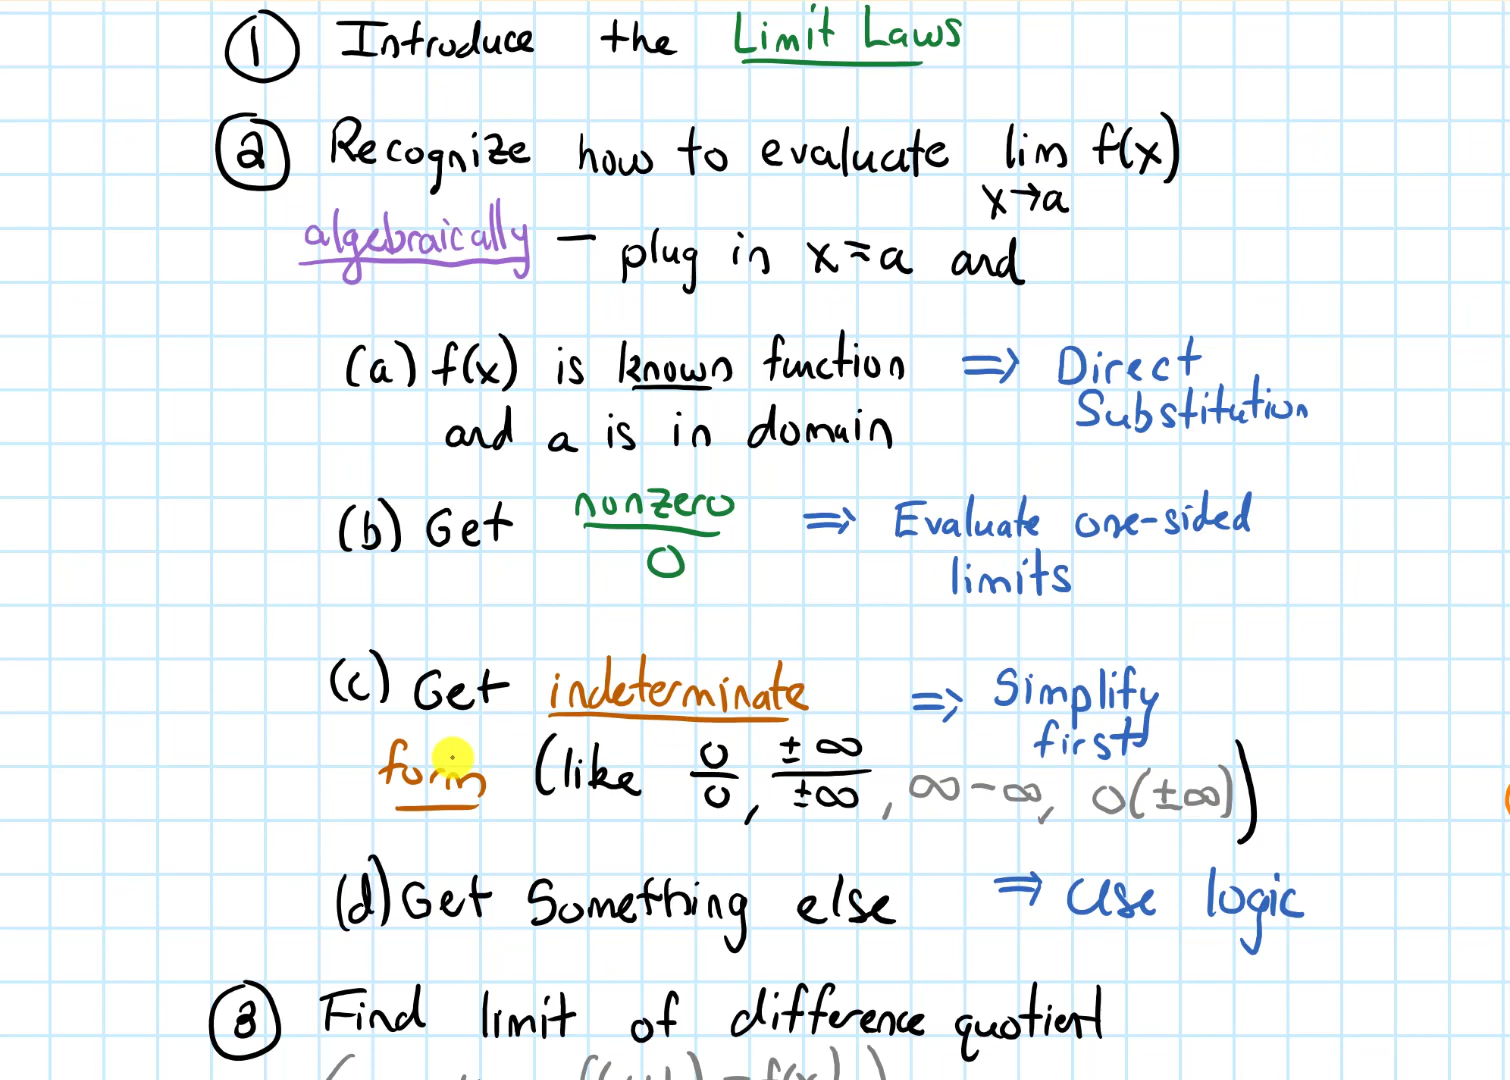 ① Introduce the Limit Laws
② Recognize how to evaluate lim f(x)
x→a
algebraically — plug in x=a and
(a) f(x) is known function ⇒ Direct
Substitution
and a is in domain
(b) Get nonzero/0 ⇒ Evaluate one-sided
limits
(c) Get indeterminate ⇒ Simplify
first
form (like 0/0, ±∞/±∞, ∞-∞, 0(±∞))
(d) Get Something else ⇒ Use logic
③ Find limit of difference quotient